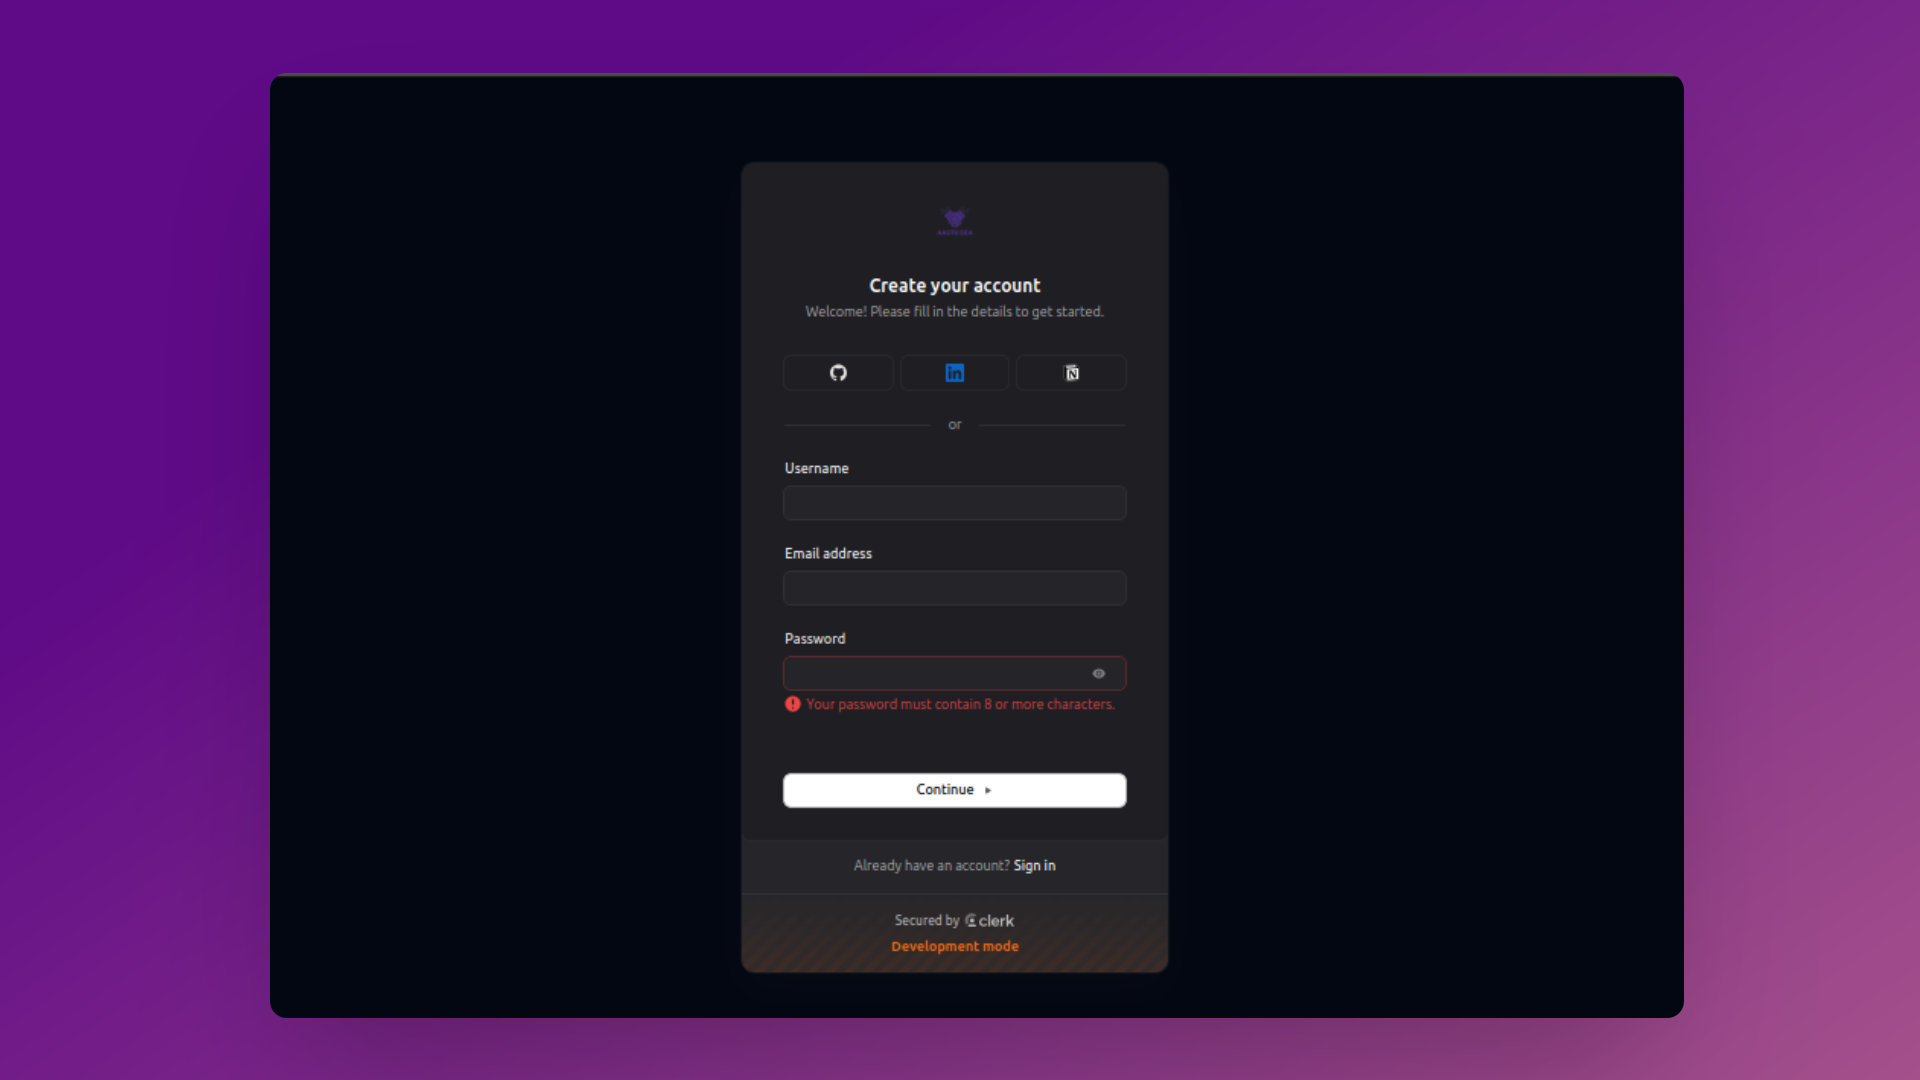 Create your account
Welcome! Please fill in the details to get started.
or
Username
Email address
Password
Your password must contain 8 or more characters.
Continue
Already have an account? Sign in
Secured by clerk
Development mode